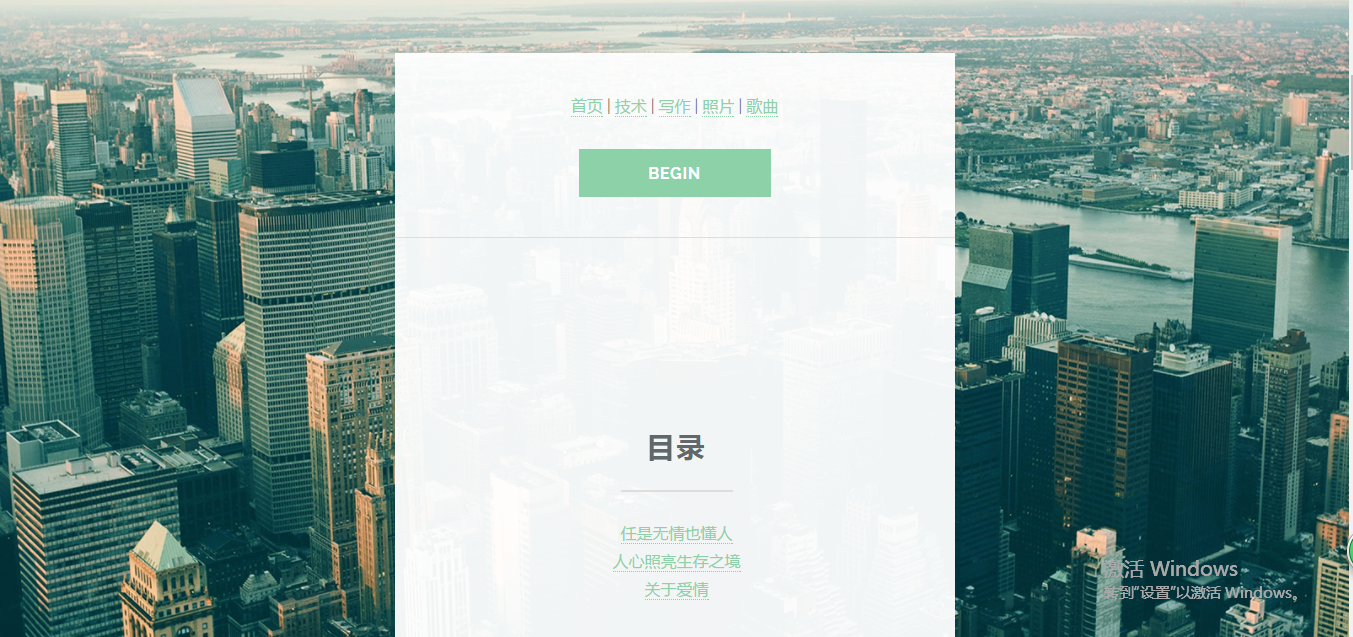 首页 | 技术 | 写作 | 照片 | 歌曲
BEGIN
目录
任是无情也懂人
人心照亮生存之境
关于爱情
激活 Windows
转到"设置"以激活 Windows。